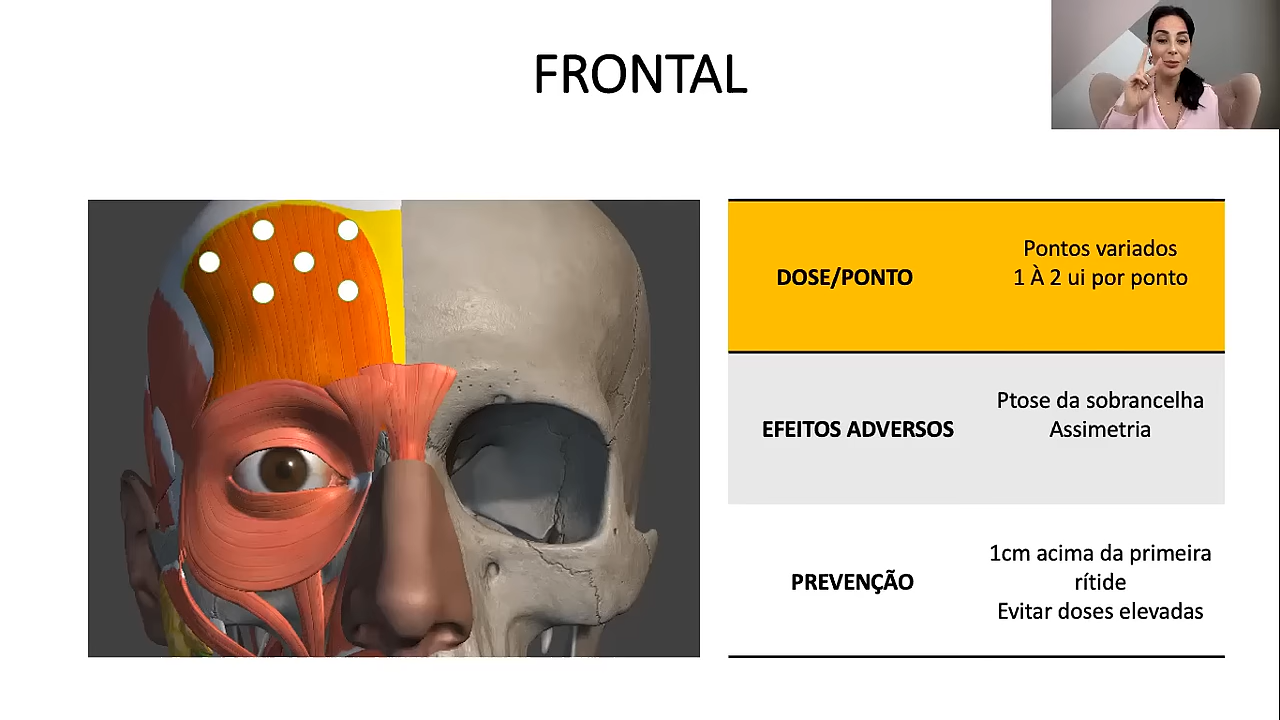 FRONTAL
DOSE/PONTO
Pontos variados
1 À 2 ui por ponto
EFEITOS ADVERSOS
Ptose da sobrancelha
Assimetria
PREVENÇÃO
1cm acima da primeira
rítide
Evitar doses elevadas